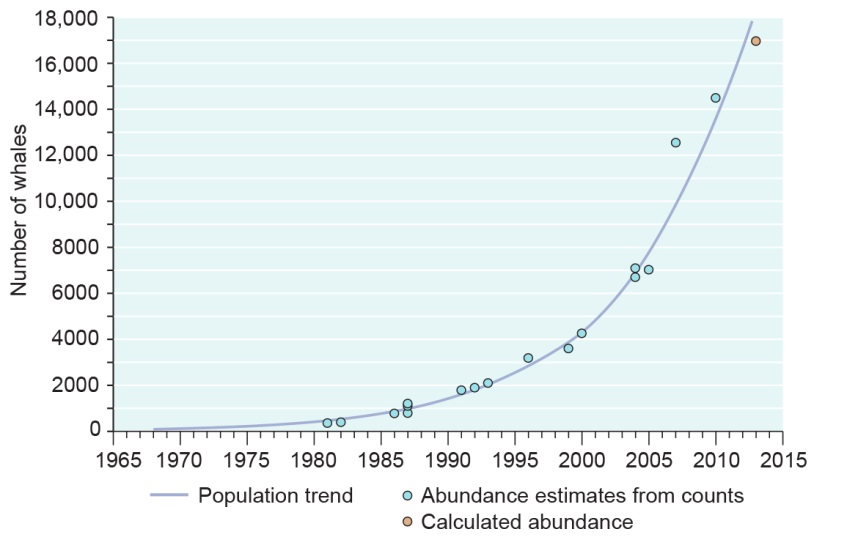 18,000
16,000
14,000
12,000
10,000
8000
6000
4000
2000
0
Number of whales
1965 1970 1975 1980 1985 1990 1995 2000 2005 2010 2015
Population trend
Abundance estimates from counts
Calculated abundance